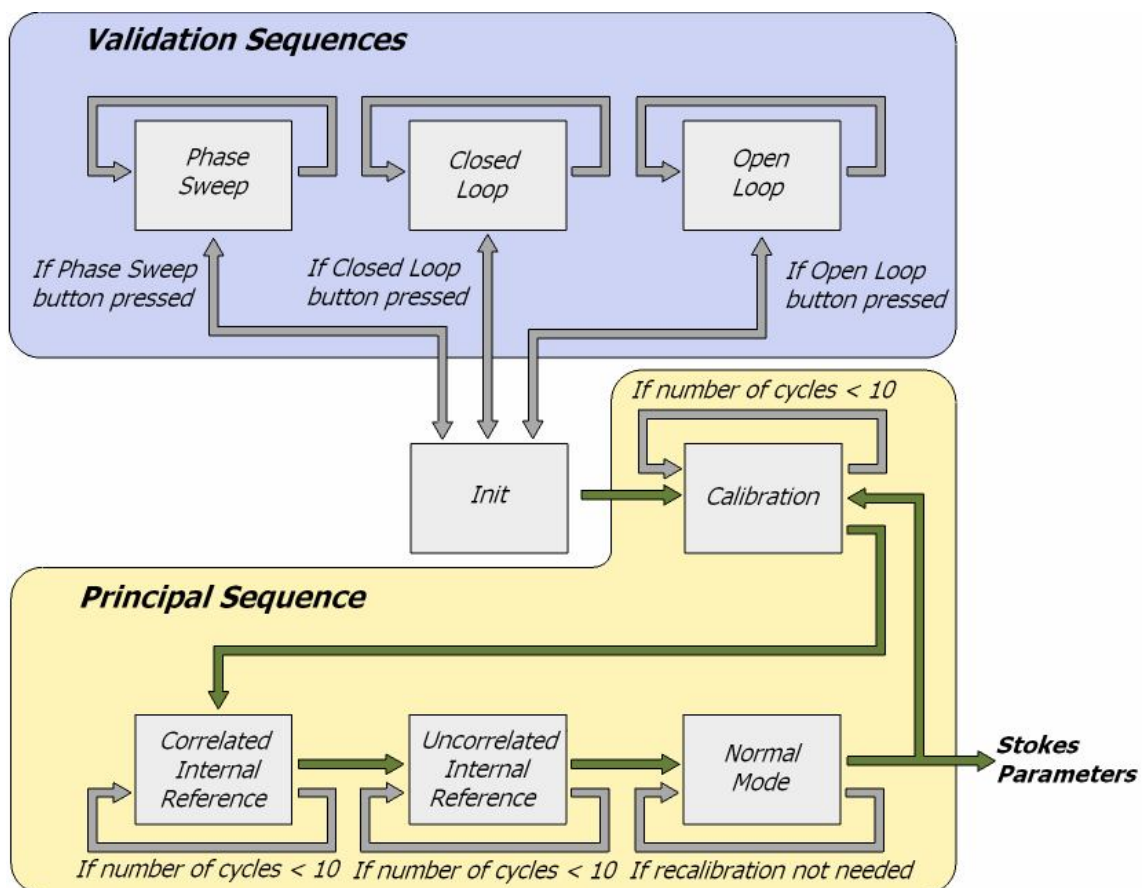 Validation Sequences
Phase
Sweep
Closed
Loop
Open
Loop
If Phase Sweep
button pressed
If Closed Loop
button pressed
If Open Loop
button pressed
If number of cycles < 10
Init
Calibration
Principal Sequence
Correlated
Internal
Reference
Uncorrelated
Internal
Reference
Normal
Mode
Stokes
Parameters
If number of cycles < 10
If number of cycles < 10
If recalibration not needed